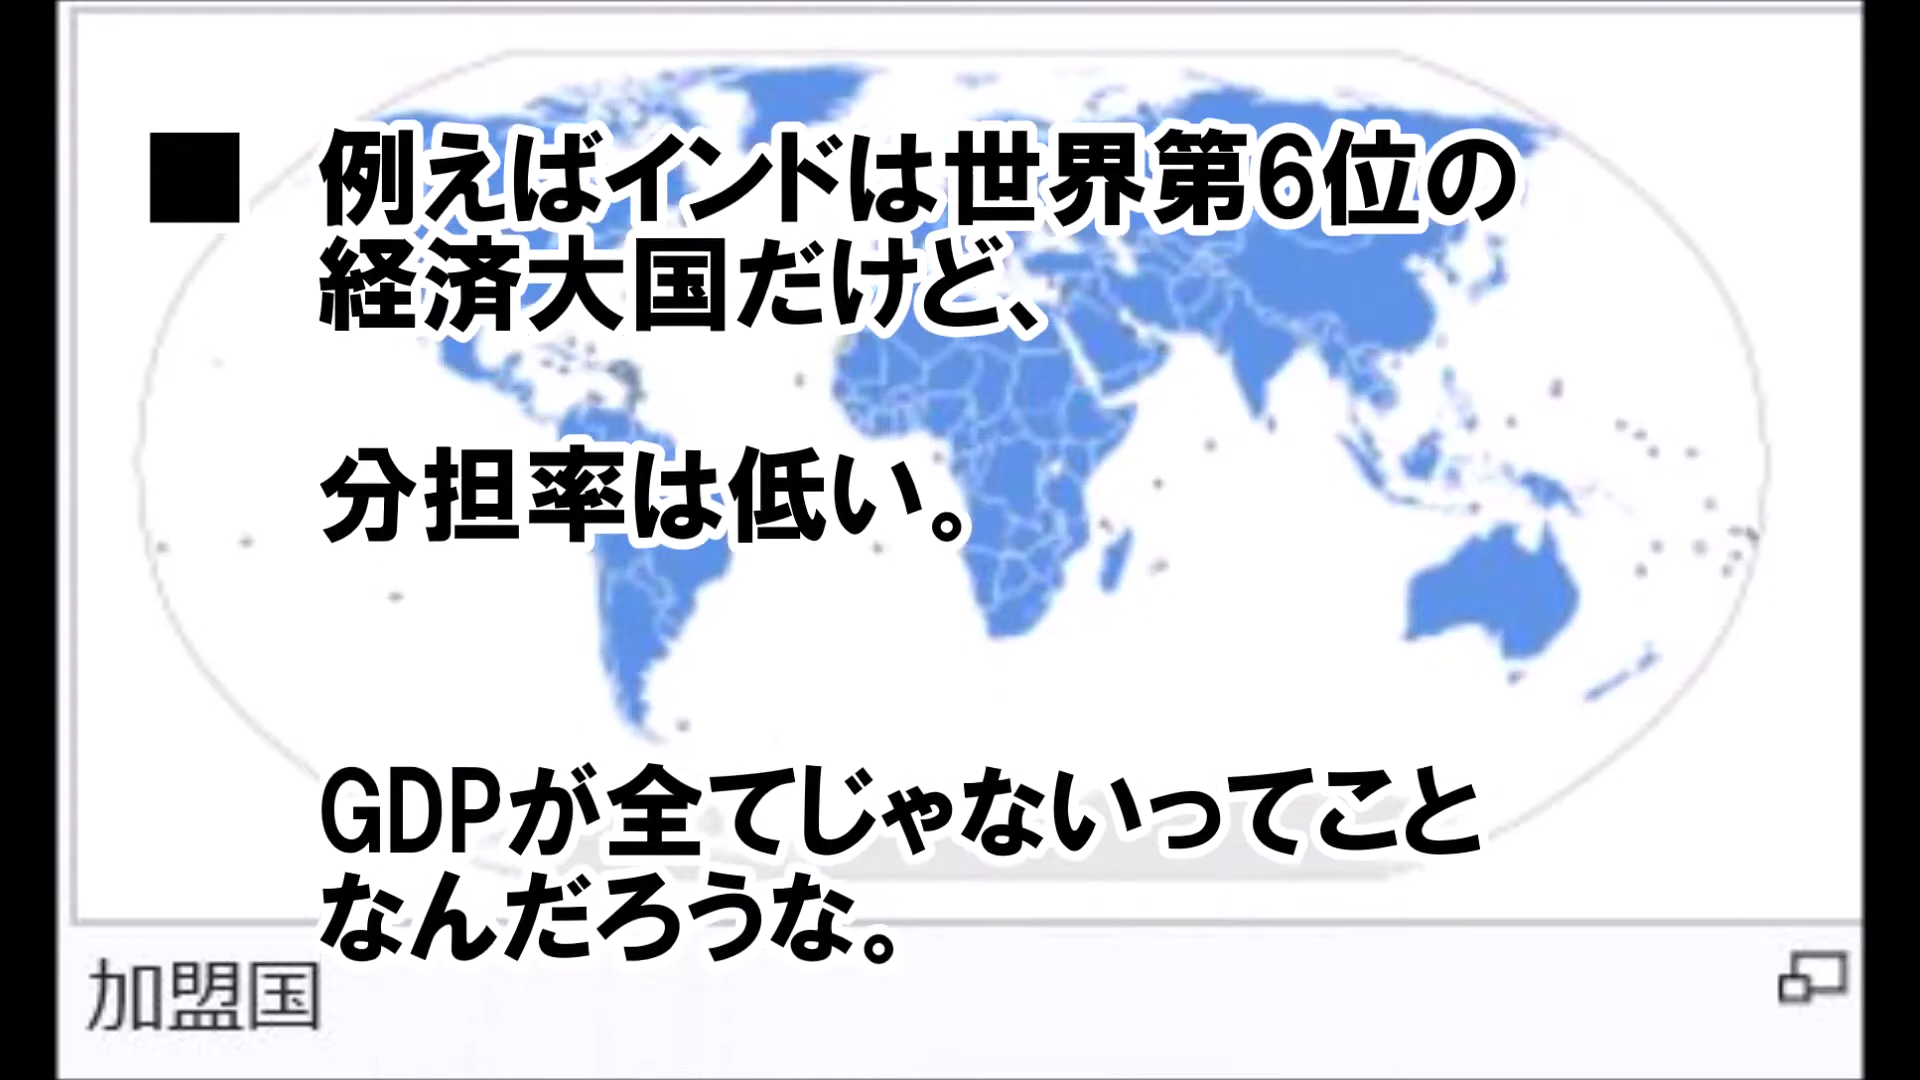 ■ 例えばインドは世界第6位の
経済大国だけど、
分担率は低い。
GDPが全てじゃないってこと
なんだろうな。
加盟国